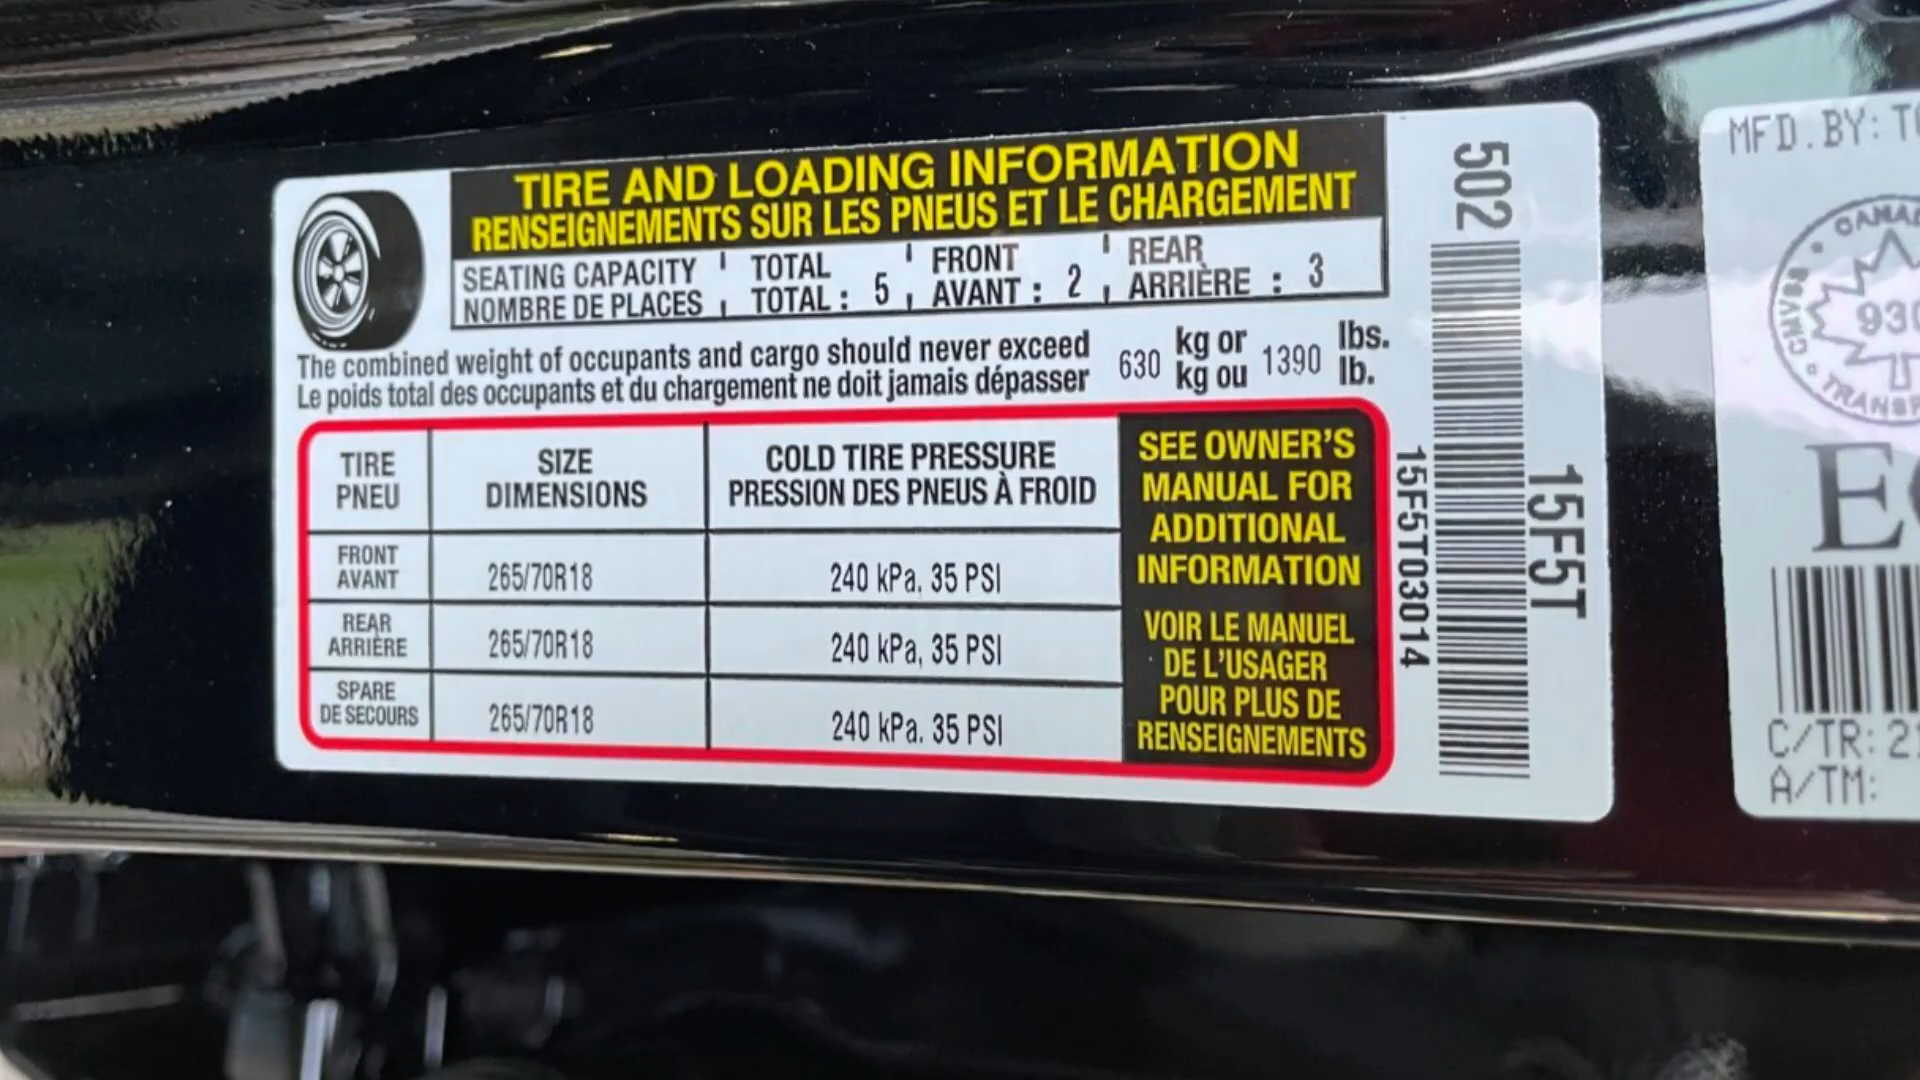 TIRE AND LOADING INFORMATION
RENSEIGNEMENTS SUR LES PNEUS ET LE CHARGEMENT
SEATING CAPACITY TOTAL FRONT REAR
NOMBRE DE PLACES TOTAL : 5 AVANT : 2 ARRIÈRE : 3
The combined weight of occupants and cargo should never exceed 630 kg or 1390 lbs.
Le poids total des occupants et du chargement ne doit jamais dépasser kg ou lb.
TIRE SIZE COLD TIRE PRESSURE
PNEU DIMENSIONS PRESSION DES PNEUS À FROID
FRONT
AVANT 265/70R18 240 kPa. 35 PSI
REAR
ARRIÈRE 265/70R18 240 kPa, 35 PSI
SPARE
DE SECOURS 265/70R18 240 kPa. 35 PSI
SEE OWNER'S
MANUAL FOR
ADDITIONAL
INFORMATION
VOIR LE MANUEL
DE L'USAGER
POUR PLUS DE
RENSEIGNEMENTS
502
15F5T03014
15F5T
MFD.BY:
CMVSS
930
C/TR:
A/TM: